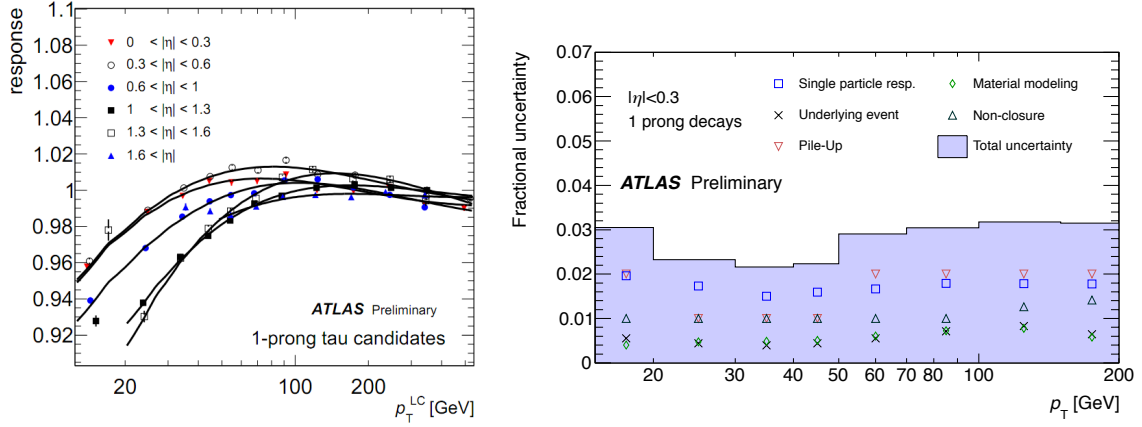 response
1.1
1.08
1.06
1.04
1.02
1
0.98
0.96
0.94
0.92
0 < |η| < 0.3
0.3 < |η| < 0.6
0.6 < |η| < 1
1 < |η| < 1.3
1.3 < |η| < 1.6
1.6 < |η|
ATLAS Preliminary
1-prong tau candidates
20
100
200
p_T^LC [GeV]
Fractional uncertainty
0.07
0.06
0.05
0.04
0.03
0.02
0.01
0
|η|<0.3
1 prong decays
Single particle resp.
Material modeling
Underlying event
Non-closure
Pile-Up
Total uncertainty
ATLAS Preliminary
20
30
40
50
60
70
100
200
p_T [GeV]